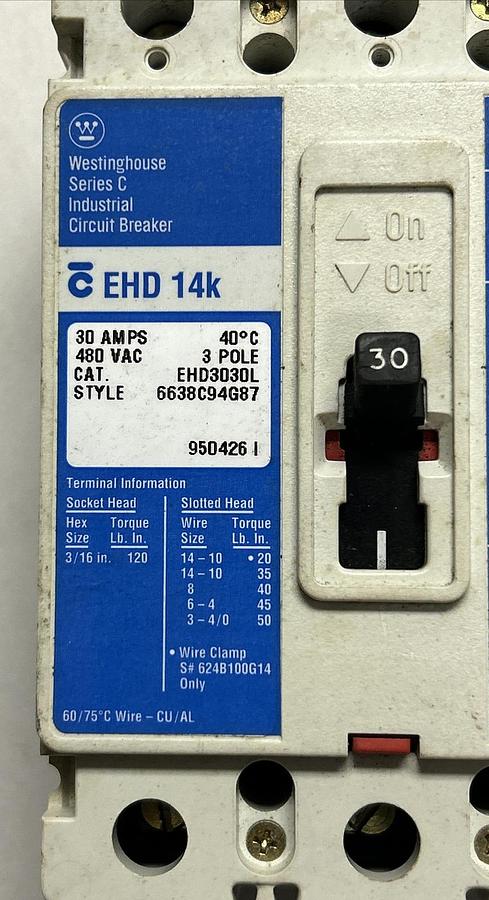 W
Westinghouse
Series C
Industrial
Circuit Breaker
C EHD 14k
30 AMPS 40°C
480 VAC 3 POLE
CAT. EHD3030L
STYLE 6638C94G87
950426 I
Terminal Information
Socket Head
Hex Torque
Size Lb. In.
3/16 in. 120
Slotted Head
Wire Torque
Size Lb. In.
14 – 10 • 20
14 – 10 35
8 40
6 – 4 45
3 – 4/0 50
• Wire Clamp
S# 624B100G14
Only
60/75°C Wire – CU/AL
On
Off
30